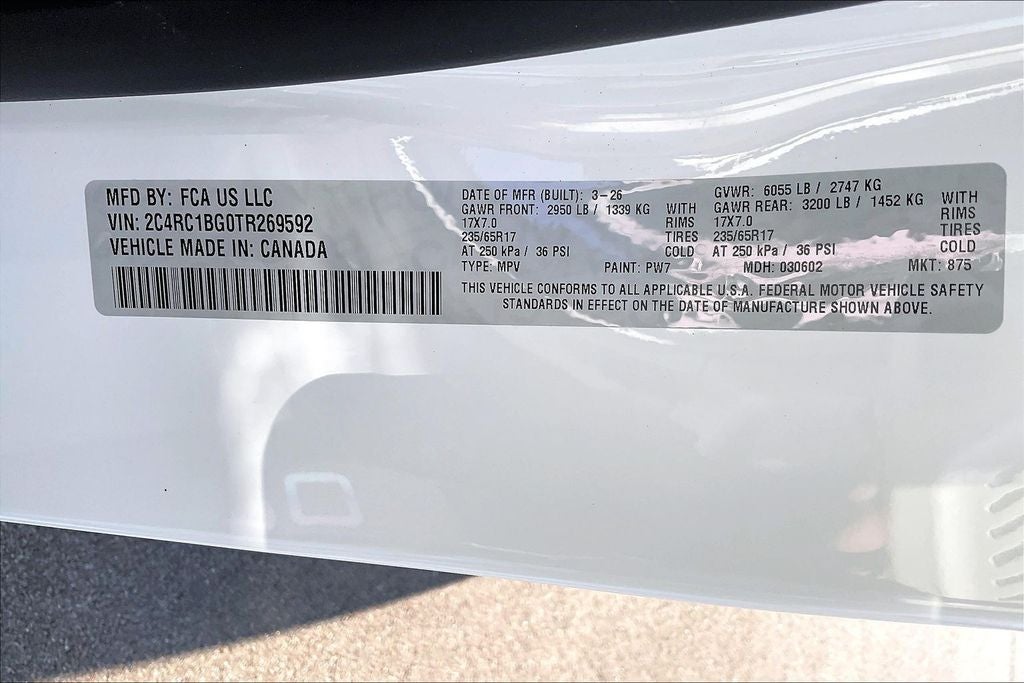 MFD BY: FCA US LLC
VIN: 2C4RC1BG0TR269592
VEHICLE MADE IN: CANADA
DATE OF MFR (BUILT): 3-26
GAWR FRONT: 2950 LB / 1339 KG WITH
17X7.0 RIMS
235/65R17 TIRES
AT 250 kPa / 36 PSI COLD
GVWR: 6055 LB / 2747 KG
GAWR REAR: 3200 LB / 1452 KG WITH
17X7.0 RIMS
235/65R17 TIRES
AT 250 kPa / 36 PSI COLD
TYPE: MPV PAINT: PW7 MDH: 030602 MKT: 875
THIS VEHICLE CONFORMS TO ALL APPLICABLE U.S.A. FEDERAL MOTOR VEHICLE SAFETY
STANDARDS IN EFFECT ON THE DATE OF MANUFACTURE SHOWN ABOVE.